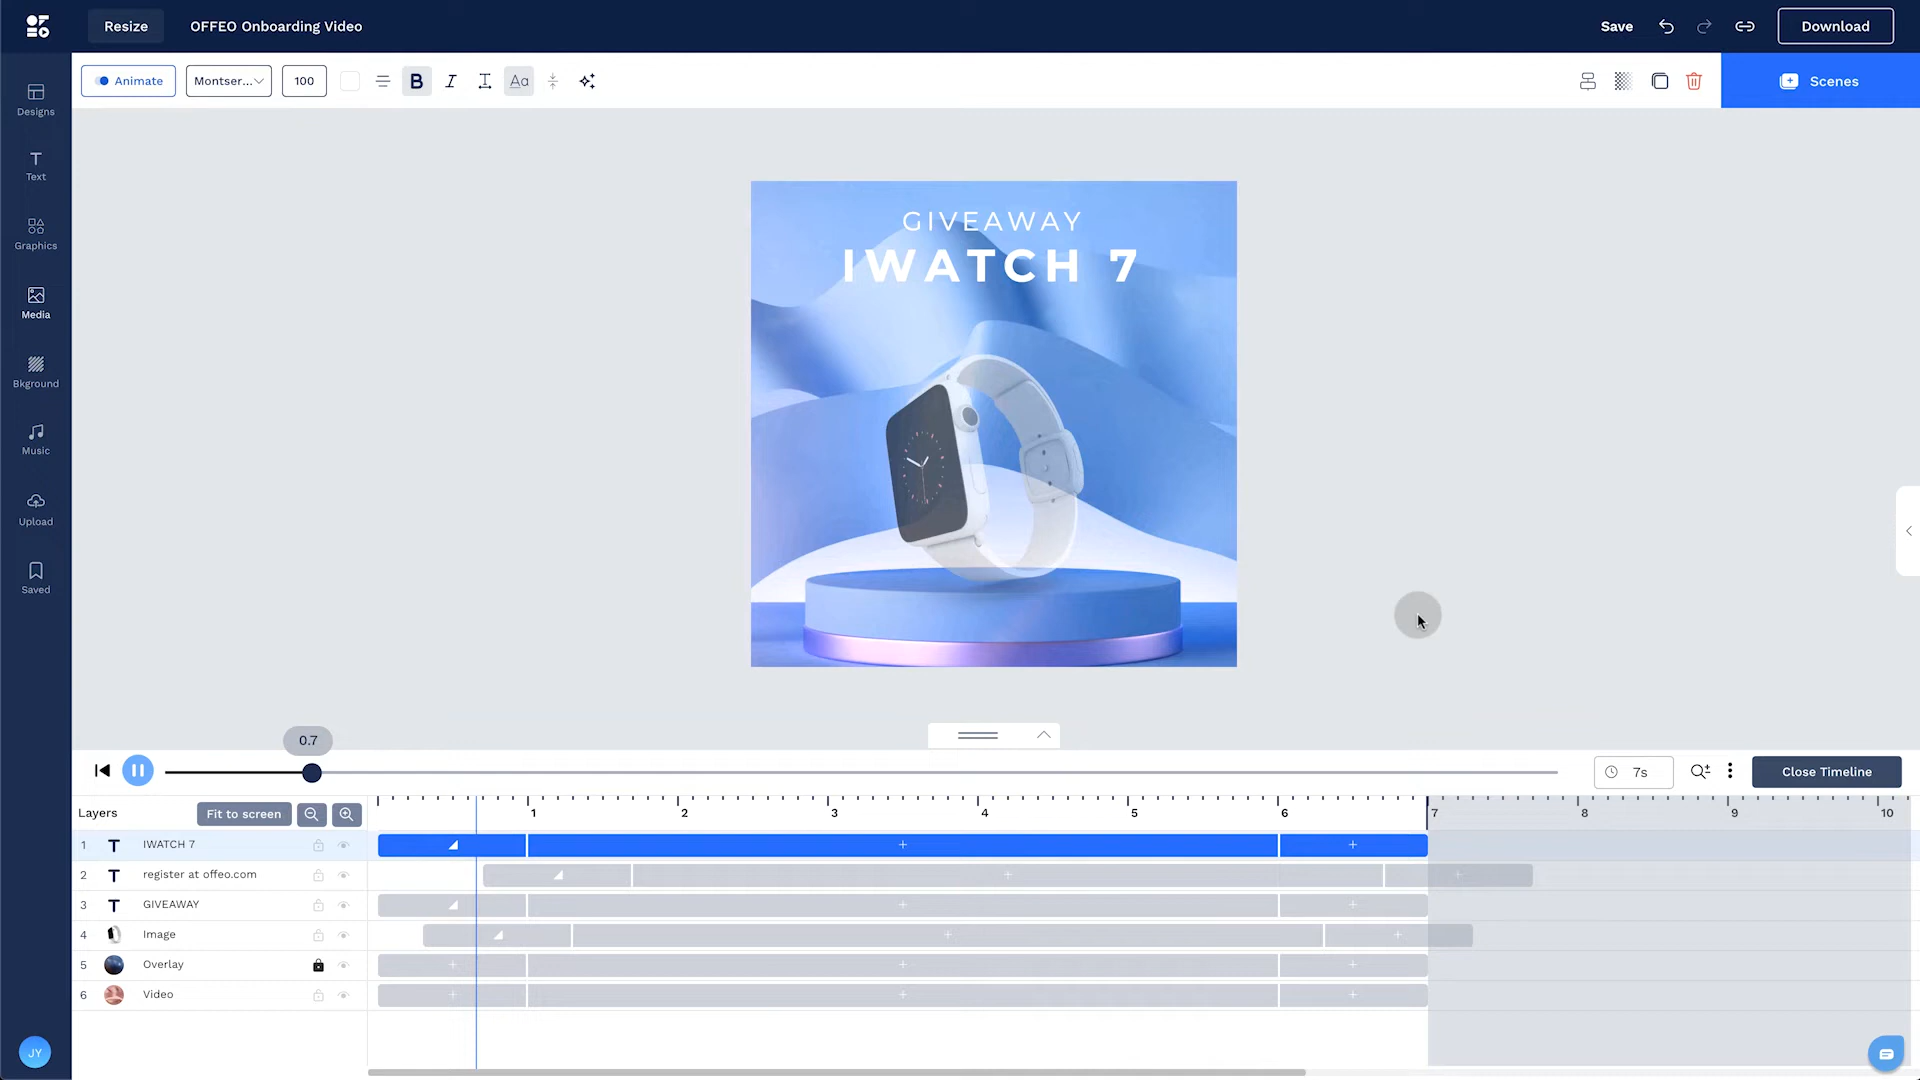 Resize
OFFEO Onboarding Video
Save
Download
Animate
Montser...
100
B
I
Aa
Scenes
Designs
Text
Graphics
Media
Bkground
Music
Upload
Saved
JY
GIVEAWAY
IWATCH 7
0.7
7s
Close Timeline
Layers
Fit to screen
1 2 3 4 5 6 7 8 9 10
1 T IWATCH 7
2 T register at offeo.com
3 T GIVEAWAY
4 Image
5 Overlay
6 Video